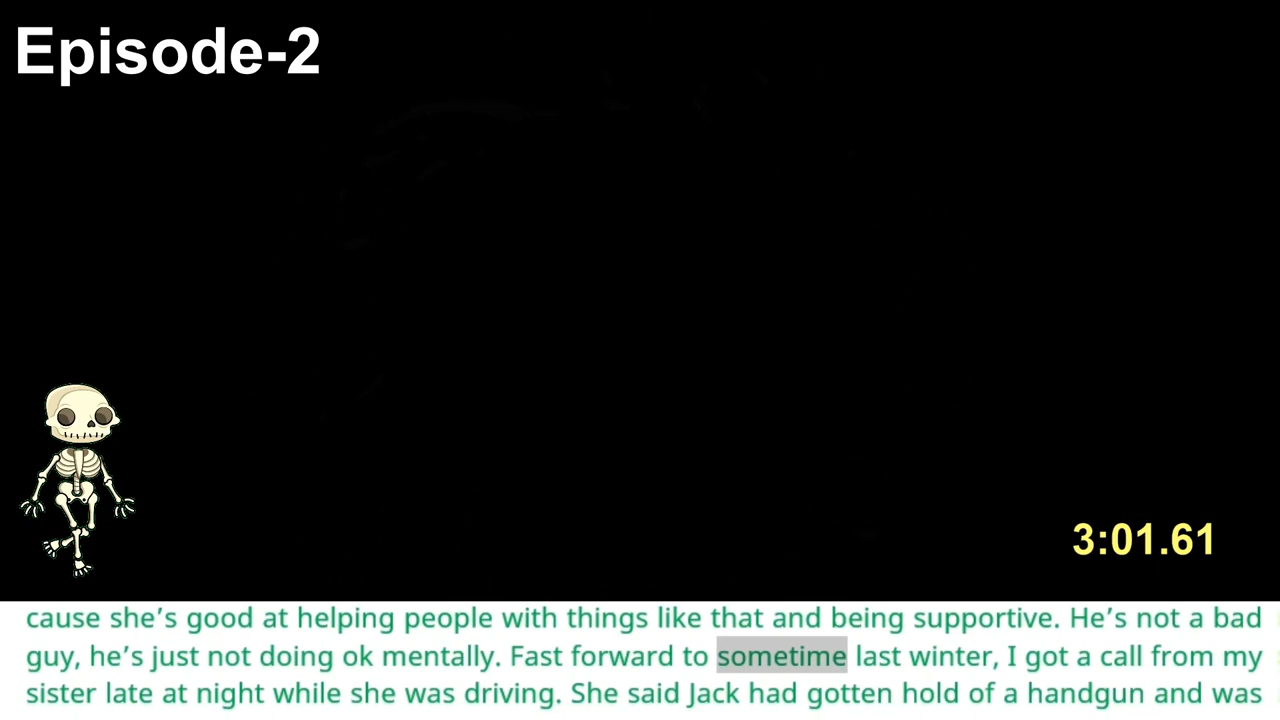 Episode-2
3:01.61
cause she’s good at helping people with things like that and being supportive. He’s not a bad
guy, he’s just not doing ok mentally. Fast forward to sometime last winter, I got a call from my
sister late at night while she was driving. She said Jack had gotten hold of a handgun and was